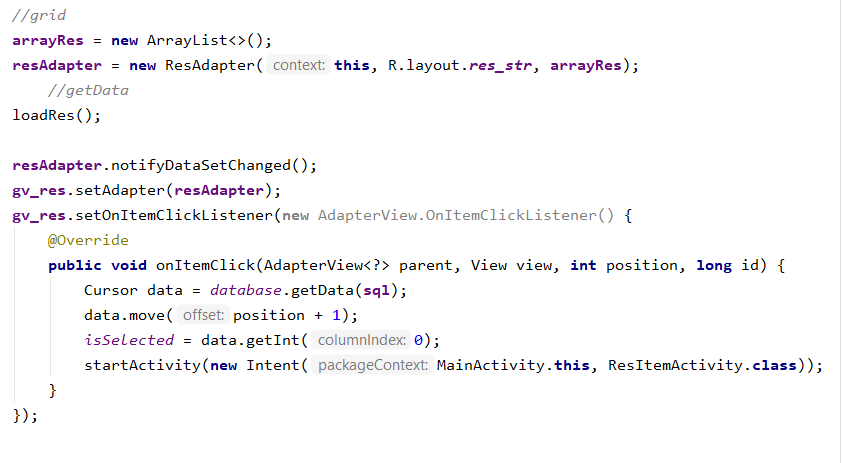 //grid
arrayRes = new ArrayList<>();
resAdapter = new ResAdapter( context: this, R.layout.res_str, arrayRes);
    //getData
loadRes();

resAdapter.notifyDataSetChanged();
gv_res.setAdapter(resAdapter);
gv_res.setOnItemClickListener(new AdapterView.OnItemClickListener() {
    @Override
    public void onItemClick(AdapterView<?> parent, View view, int position, long id) {
        Cursor data = database.getData(sql);
        data.move( offset: position + 1);
        isSelected = data.getInt( columnIndex: 0);
        startActivity(new Intent( packageContext: MainActivity.this, ResItemActivity.class));
    }
});